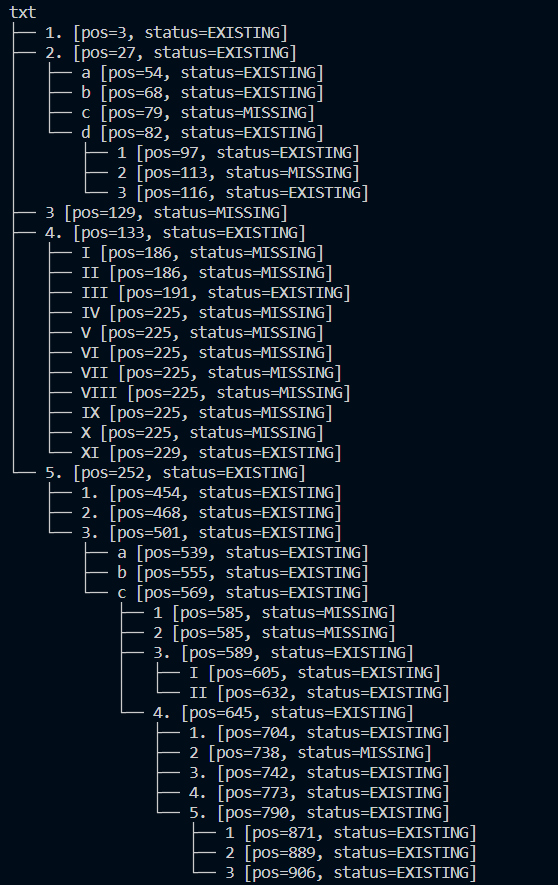 txt
├── 1. [pos=3, status=EXISTING]
├── 2. [pos=27, status=EXISTING]
│   ├── a [pos=54, status=EXISTING]
│   ├── b [pos=68, status=EXISTING]
│   ├── c [pos=79, status=MISSING]
│   └── d [pos=82, status=EXISTING]
│       ├── 1 [pos=97, status=EXISTING]
│       ├── 2 [pos=113, status=MISSING]
│       └── 3 [pos=116, status=EXISTING]
├── 3 [pos=129, status=MISSING]
├── 4. [pos=133, status=EXISTING]
│   ├── I [pos=186, status=MISSING]
│   ├── II [pos=186, status=MISSING]
│   ├── III [pos=191, status=EXISTING]
│   ├── IV [pos=225, status=MISSING]
│   ├── V [pos=225, status=MISSING]
│   ├── VI [pos=225, status=MISSING]
│   ├── VII [pos=225, status=MISSING]
│   ├── VIII [pos=225, status=MISSING]
│   ├── IX [pos=225, status=MISSING]
│   ├── X [pos=225, status=MISSING]
│   └── XI [pos=229, status=EXISTING]
└── 5. [pos=252, status=EXISTING]
    ├── 1. [pos=454, status=EXISTING]
    ├── 2. [pos=468, status=EXISTING]
    └── 3. [pos=501, status=EXISTING]
        ├── a [pos=539, status=EXISTING]
        ├── b [pos=555, status=EXISTING]
        └── c [pos=569, status=EXISTING]
            ├── 1 [pos=585, status=MISSING]
            ├── 2 [pos=585, status=MISSING]
            ├── 3. [pos=589, status=EXISTING]
            │   ├── I [pos=605, status=EXISTING]
            │   └── II [pos=632, status=EXISTING]
            └── 4. [pos=645, status=EXISTING]
                ├── 1. [pos=704, status=EXISTING]
                ├── 2 [pos=738, status=MISSING]
                ├── 3. [pos=742, status=EXISTING]
                ├── 4. [pos=773, status=EXISTING]
                └── 5. [pos=790, status=EXISTING]
                    ├── 1 [pos=871, status=EXISTING]
                    ├── 2 [pos=889, status=EXISTING]
                    └── 3 [pos=906, status=EXISTING]